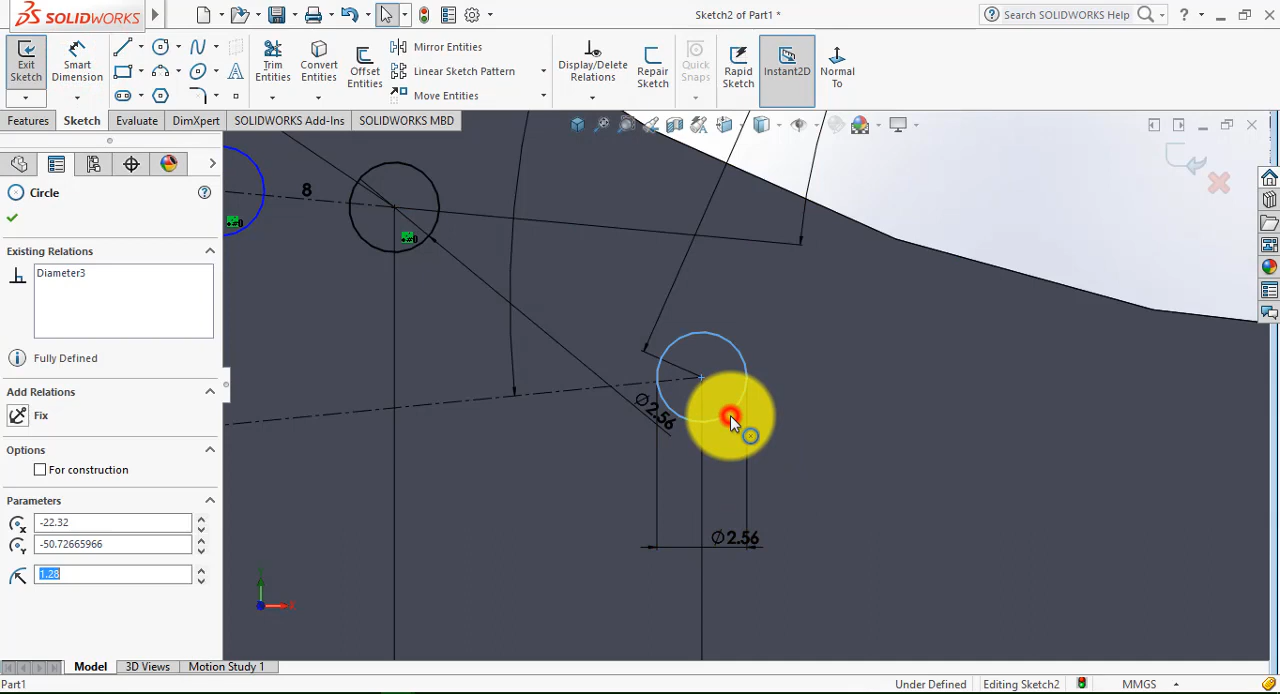 SOLIDWORKS
Sketch2 of Part1 *
Search SOLIDWORKS Help
Exit Sketch
Smart Dimension
Trim Entities
Convert Entities
Offset Entities
Mirror Entities
Linear Sketch Pattern
Move Entities
Display/Delete Relations
Repair Sketch
Quick Snaps
Rapid Sketch
Instant2D
Normal To
Features
Sketch
Evaluate
DimXpert
SOLIDWORKS Add-Ins
SOLIDWORKS MBD
Circle
Existing Relations
Diameter3
Fully Defined
Add Relations
Fix
Options
For construction
Parameters
-22.32
-50.72665966
1.28
8
Ø2.56
Ø2.56
Model
3D Views
Motion Study 1
Part1
Under Defined
Editing Sketch2
MMGS